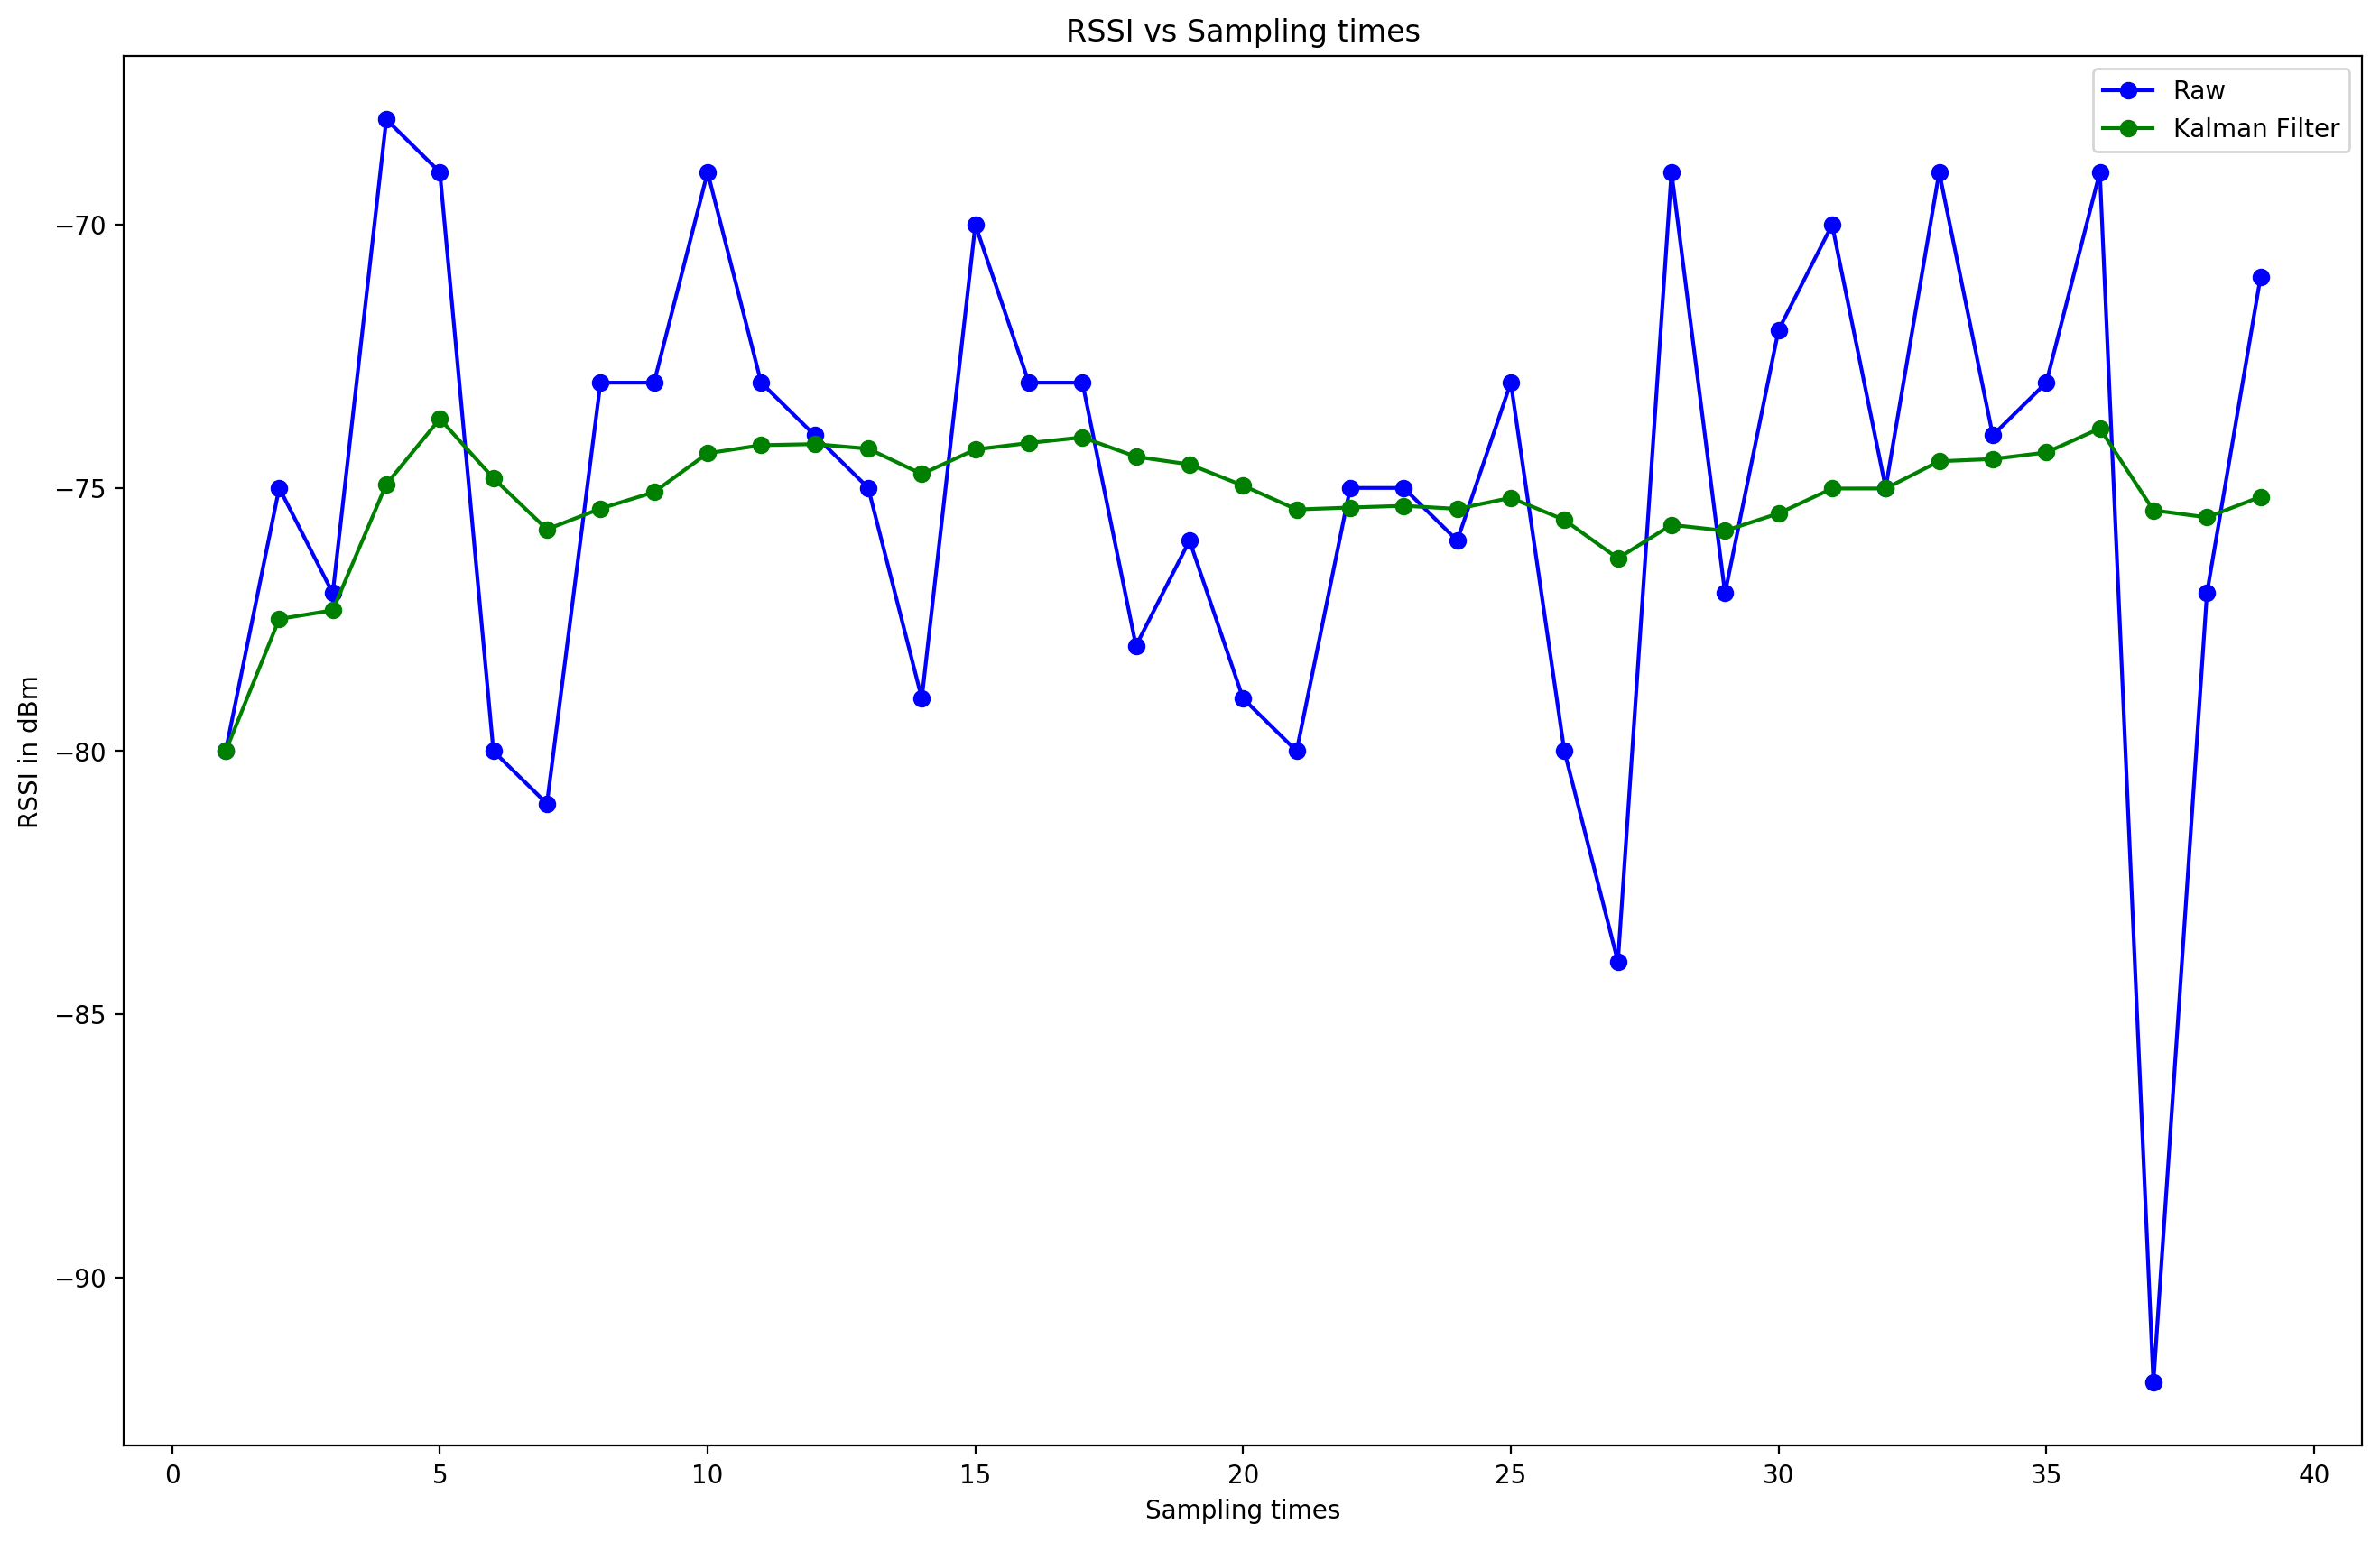 RSSI vs Sampling times
Raw
Kalman Filter
−70
−75
−80
−85
−90
RSSI in dBm
0 5 10 15 20 25 30 35 40
Sampling times